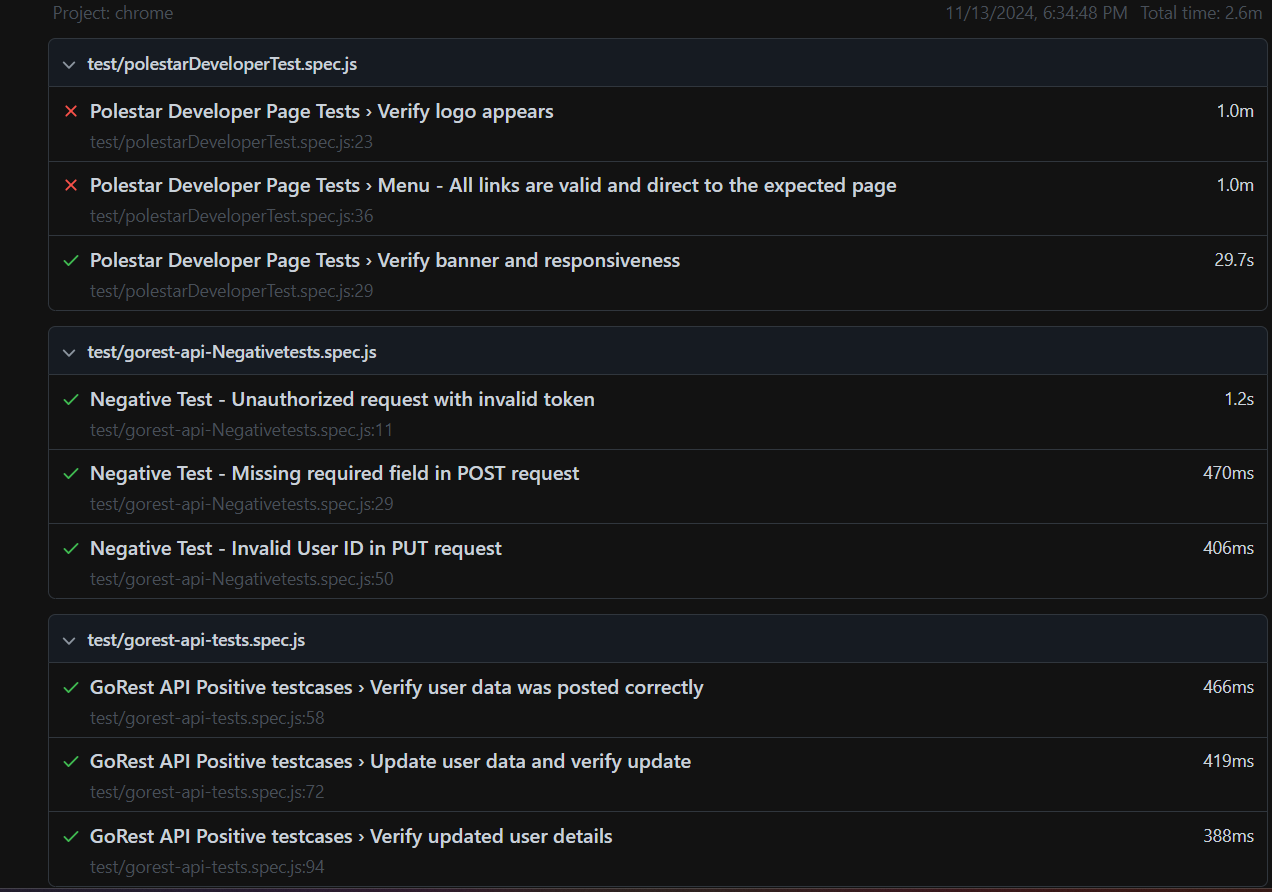 Project: chrome
11/13/2024, 6:34:48 PM Total time: 2.6m
test/polestarDeveloperTest.spec.js
Polestar Developer Page Tests › Verify logo appears 1.0m
test/polestarDeveloperTest.spec.js:23
Polestar Developer Page Tests › Menu - All links are valid and direct to the expected page 1.0m
test/polestarDeveloperTest.spec.js:36
Polestar Developer Page Tests › Verify banner and responsiveness 29.7s
test/polestarDeveloperTest.spec.js:29
test/gorest-api-Negativetests.spec.js
Negative Test - Unauthorized request with invalid token 1.2s
test/gorest-api-Negativetests.spec.js:11
Negative Test - Missing required field in POST request 470ms
test/gorest-api-Negativetests.spec.js:29
Negative Test - Invalid User ID in PUT request 406ms
test/gorest-api-Negativetests.spec.js:50
test/gorest-api-tests.spec.js
GoRest API Positive testcases › Verify user data was posted correctly 466ms
test/gorest-api-tests.spec.js:58
GoRest API Positive testcases › Update user data and verify update 419ms
test/gorest-api-tests.spec.js:72
GoRest API Positive testcases › Verify updated user details 388ms
test/gorest-api-tests.spec.js:94